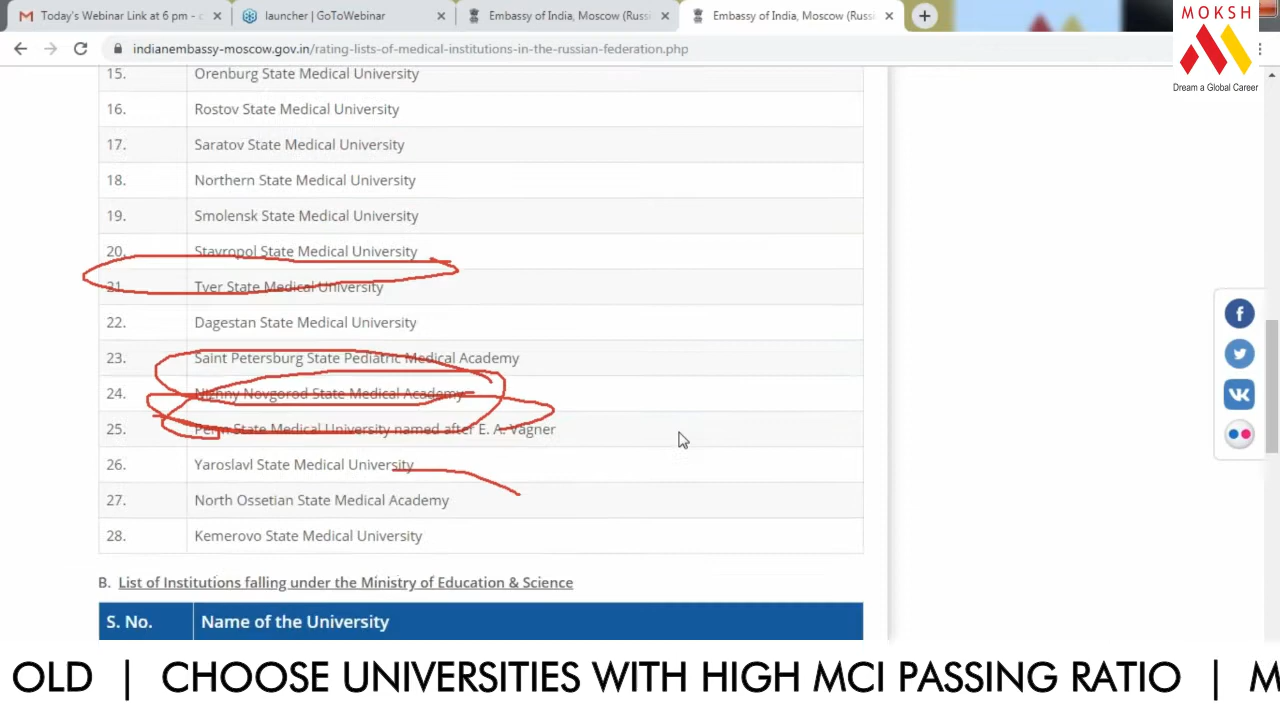 Today's Webinar Link at 6 pm - c
launcher | GoToWebinar
Embassy of India, Moscow (Russi
Embassy of India, Moscow (Russi
MOKSH
Dream a Global Career
indianembassy-moscow.gov.in/rating-lists-of-medical-institutions-in-the-russian-federation.php
15. Orenburg State Medical University
16. Rostov State Medical University
17. Saratov State Medical University
18. Northern State Medical University
19. Smolensk State Medical University
20. Stavropol State Medical University
21. Tver State Medical University
22. Dagestan State Medical University
23. Saint Petersburg State Pediatric Medical Academy
24. Nizhny Novgorod State Medical Academy
25. Perm State Medical University named after E. A. Vagner
26. Yaroslavl State Medical University
27. North Ossetian State Medical Academy
28. Kemerovo State Medical University
B. List of Institutions falling under the Ministry of Education & Science
S. No. Name of the University
OLD | CHOOSE UNIVERSITIES WITH HIGH MCI PASSING RATIO | M